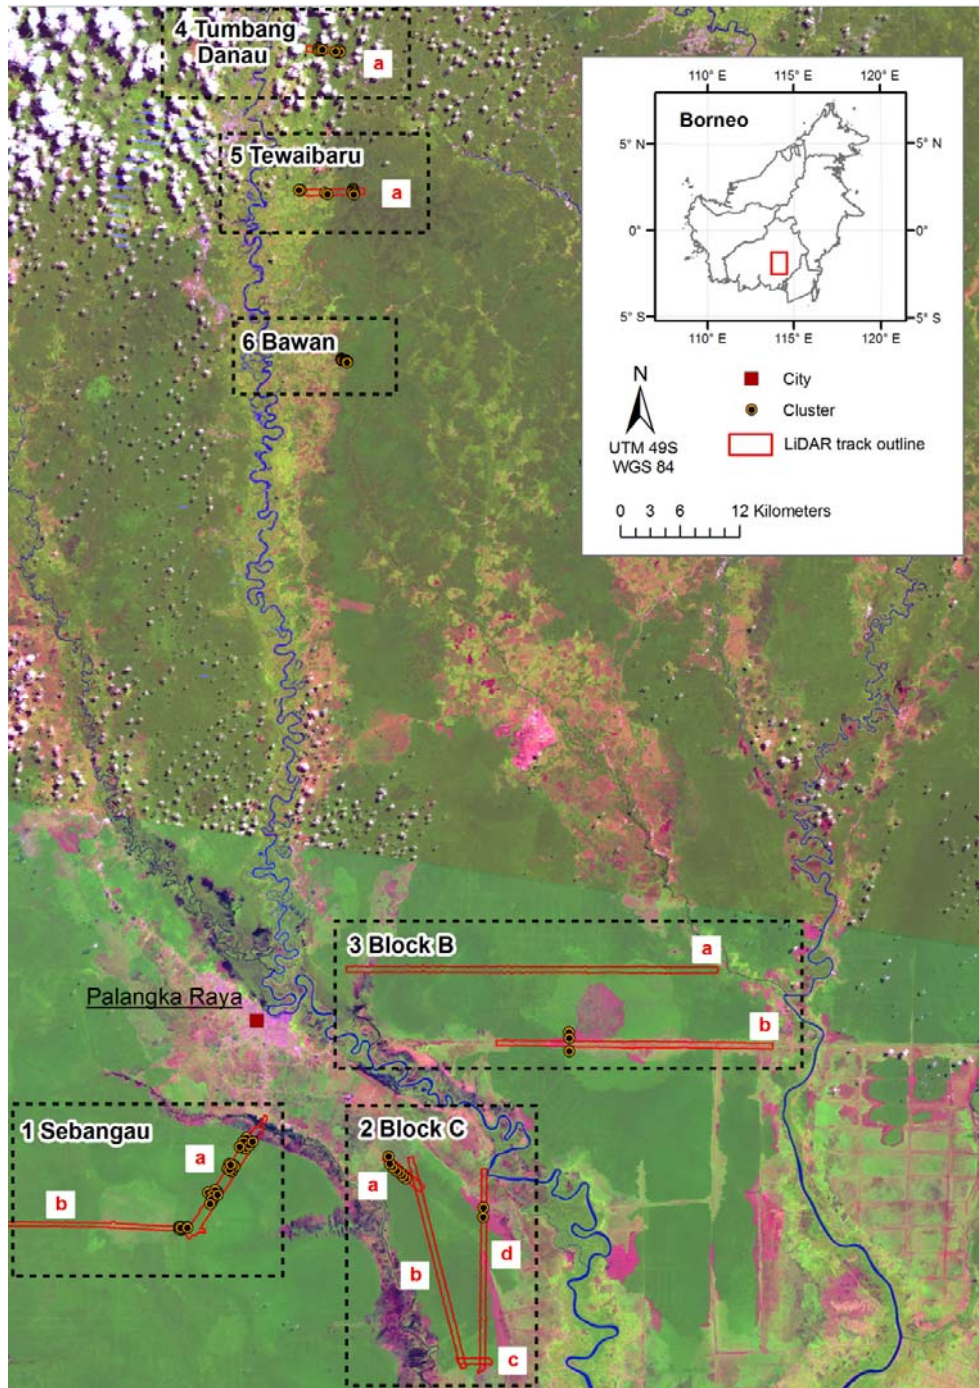 4 Tumbang
Danau
a
5 Tewaibaru
a
6 Bawan
110° E 115° E 120° E
Borneo
5° N 5° N
0° 0°
5° S 5° S
110° E 115° E 120° E
N
UTM 49S
WGS 84
City
Cluster
LiDAR track outline
0 3 6 12 Kilometers
3 Block B
a
b
Palangka Raya
1 Sebangau
a
b
2 Block C
a
b
d
c